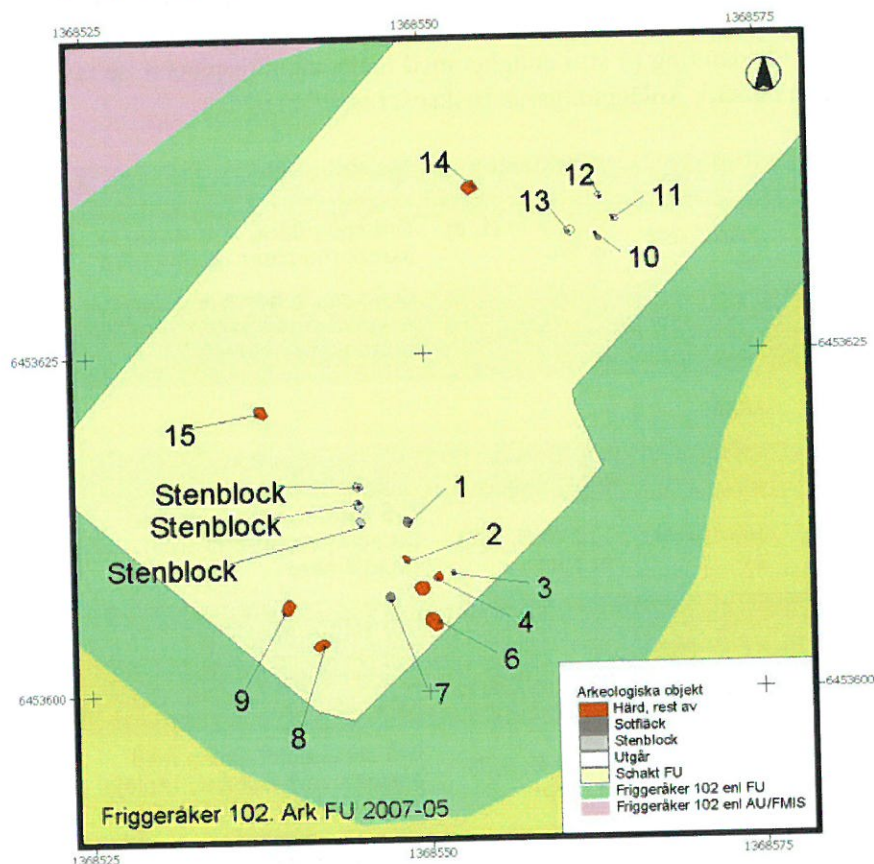 1368525
1368550
1368575
14
12
11
13
10
6453625
6453625
15
Stenblock
1
Stenblock
2
Stenblock
3
4
6
9
7
8
6453600
6453600
Arkeologiska objekt
Härd, rest av
Sotfläck
Stenblock
Utgår
Schakt FU
Friggeråker 102 enl FU
Friggeråker 102 enl AU/FMIS
Friggeråker 102. Ark FU 2007-05
1368525
1368550
1368575